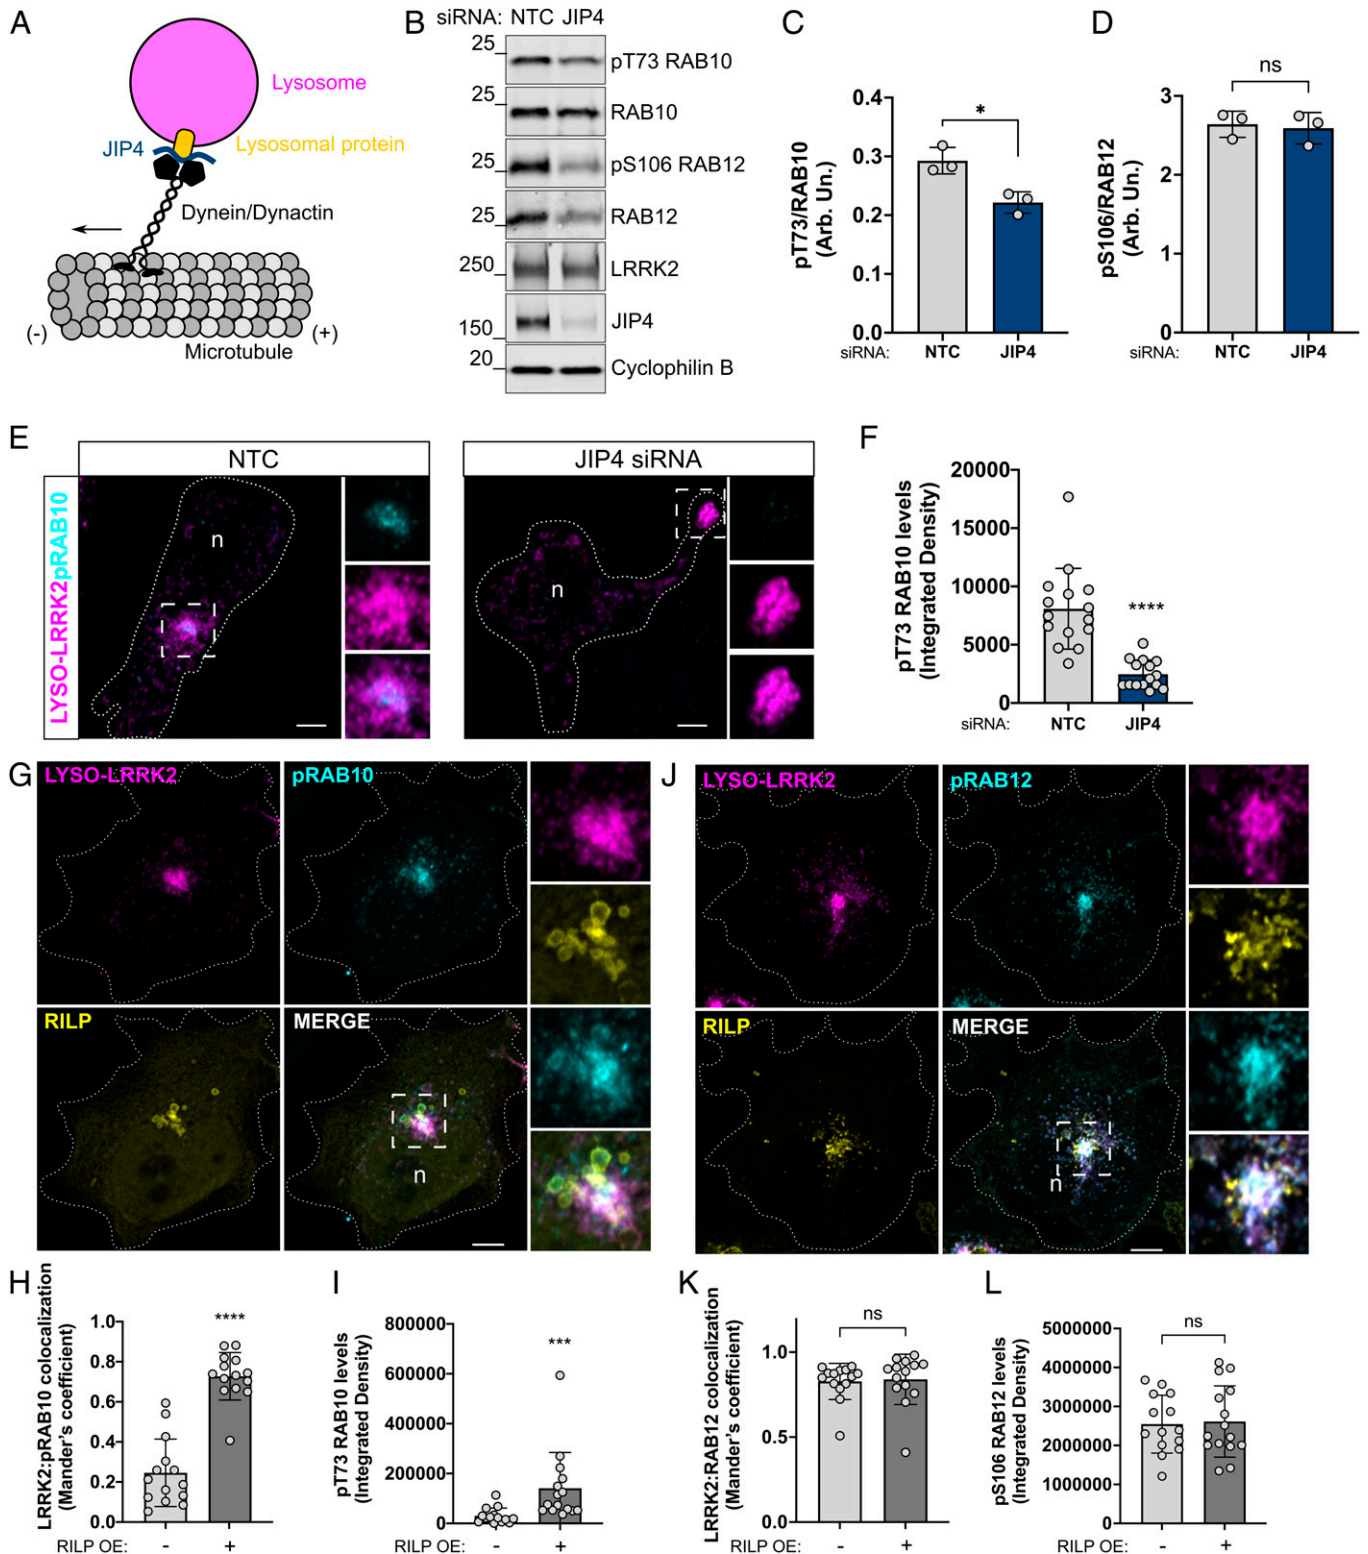 A
Lysosome
JIP4
Lysosomal protein
Dynein/Dynactin
(-)
(+)
Microtubule
B
siRNA: NTC JIP4
25
pT73 RAB10
25
RAB10
25
pS106 RAB12
25
RAB12
250
LRRK2
150
JIP4
20
Cyclophilin B
C
pT73/RAB10
(Arb. Un.)
0.4
0.3
0.2
0.1
0.0
*
siRNA: NTC JIP4
D
pS106/RAB12
(Arb. Un.)
3
2
1
0
ns
siRNA: NTC JIP4
E
NTC
JIP4 siRNA
LYSO-LRRK2pRAB10
n
n
F
pT73 RAB10 levels
(Integrated Density)
20000
15000
10000
5000
0
****
siRNA: NTC JIP4
G
LYSO-LRRK2
pRAB10
RILP
MERGE
n
J
LYSO-LRRK2
pRAB12
RILP
MERGE
n
H
LRRK2:pRAB10 colocalization
(Mander's coefficient)
1.0
0.8
0.6
0.4
0.2
0.0
****
RILP OE: - +
I
pT73 RAB10 levels
(Integrated Density)
800000
600000
400000
200000
0
***
RILP OE: - +
K
LRRK2:RAB12 colocalization
(Mander's coefficient)
1.0
0.5
0.0
ns
RILP OE: - +
L
pS106 RAB12 levels
(Integrated Density)
5000000
4000000
3000000
2000000
1000000
0
ns
RILP OE: - +